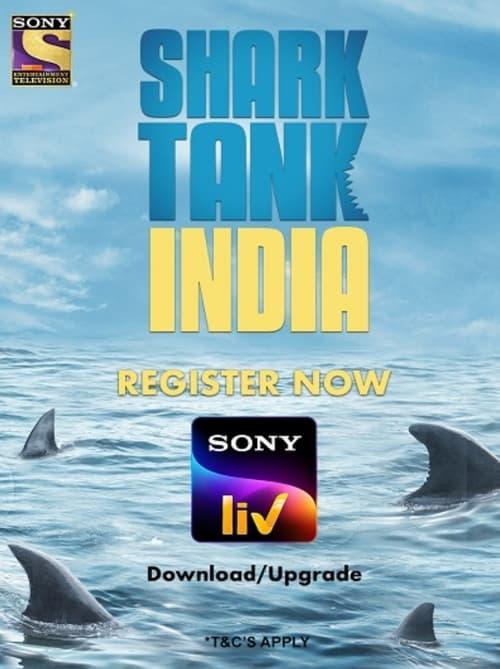 SONY
ENTERTAINMENT
TELEVISION
SHARK
TANK
INDIA
REGISTER NOW
SONY
liv
Download/Upgrade
*T&C'S APPLY